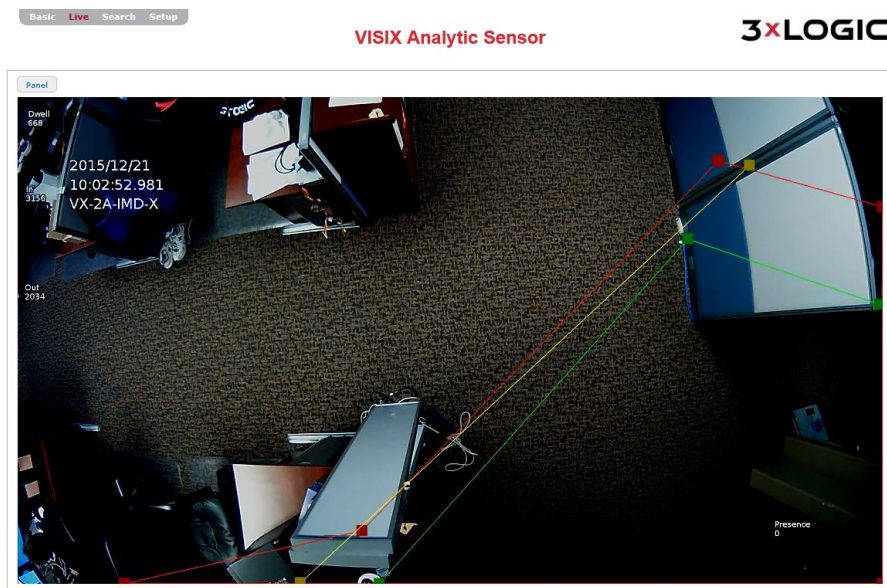 Basic Live Search Setup
VISIX Analytic Sensor
3xLOGIC
Panel
Dwell
668
2015/12/21
10:02:52.981
VX-2A-IMD-X
In
3156
Out
2034
Presence
0